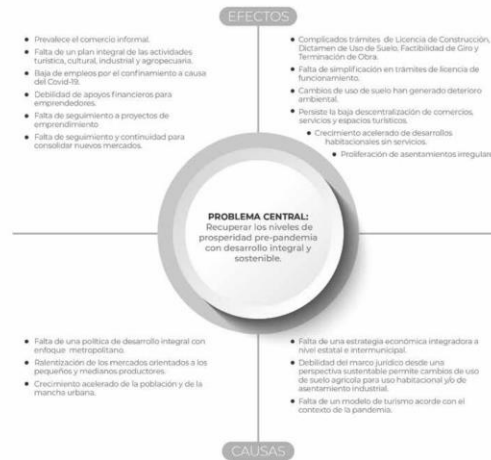 EFECTOS
• Prevalece el comercio informal.
• Falta de un plan integral de las actividades
turística, cultural, industrial y agropecuaria.
• Baja de empleos por el confinamiento a causa
del Covid-19.
• Debilidad de apoyos financieros para
emprendedores.
• Falta de seguimiento a proyectos de
emprendimiento
• Falta de seguimiento y continuidad para
consolidar nuevos mercados.
• Complicados trámites de Licencia de Construcción,
Dictamen de Uso de Suelo, Factibilidad de Giro y
Terminación de Obra.
• Falta de simplificación en trámites de licencia de
funcionamiento.
• Cambios de uso de suelo han generado deterioro
ambiental.
• Persiste la baja descentralización de comercios,
servicios y espacios turísticos.
• Crecimiento acelerado de desarrollos
habitacionales sin servicios.
• Proliferación de asentamientos irregulare
PROBLEMA CENTRAL:
Recuperar los niveles de
prosperidad pre-pandemia
con desarrollo integral y
sostenible.
• Falta de una política de desarrollo integral con
enfoque metropolitano.
• Ralentización de los mercados orientados a los
pequeños y medianos productores.
• Crecimiento acelerado de la población y de la
mancha urbana.
• Falta de una estrategia económica integradora a
nivel estatal e intermunicipal.
• Debilidad del marco jurídico desde una
perspectiva sustentable permite cambios de uso
de suelo agrícola para uso habitacional y/o de
asentamiento industrial.
• Falta de un modelo de turismo acorde con el
contexto de la pandemia.
CAUSAS